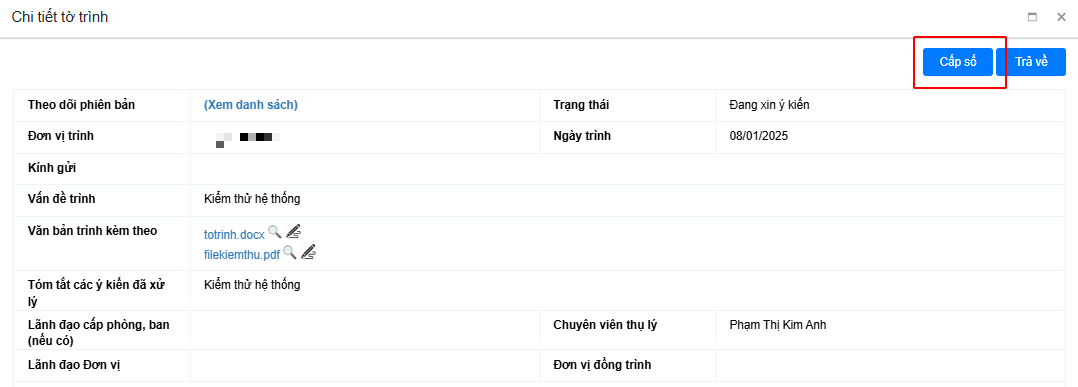 Chi tiết tờ trình
Cấp số Trả về
Theo dõi phiên bản (Xem danh sách) Trạng thái Đang xin ý kiến
Đơn vị trình Ngày trình 08/01/2025
Kính gửi
Vấn đề trình Kiểm thử hệ thống
Văn bản trình kèm theo totrinh.docx
filekiemthu.pdf
Tóm tắt các ý kiến đã xử Kiểm thử hệ thống
lý
Lãnh đạo cấp phòng, ban Chuyên viên thụ lý Phạm Thị Kim Anh
(nếu có)
Lãnh đạo Đơn vị Đơn vị đồng trình